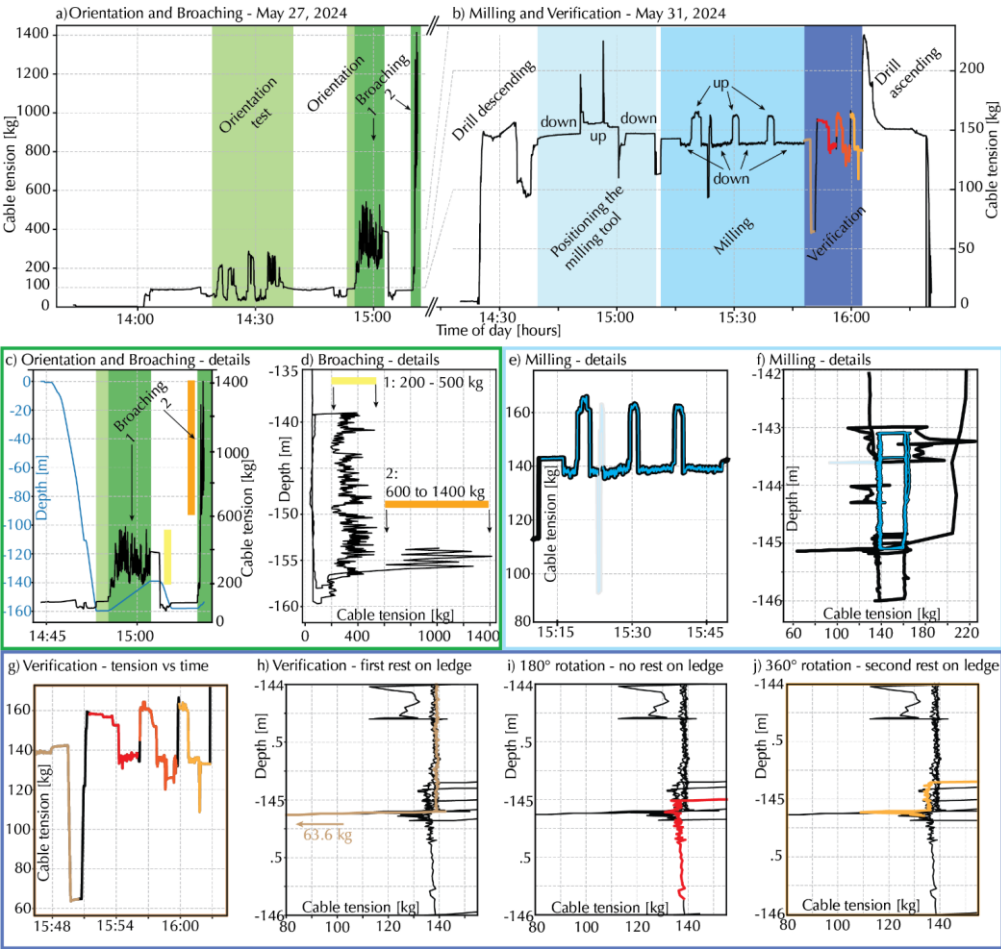 a)Orientation and Broaching - May 27, 2024
b) Milling and Verification - May 31, 2024
Cable tension [kg]
1400
1200
1000
800
600
400
200
100
0
Orientation
test
Orientation
Broaching
1
2
14:00
14:30
15:00
Drill descending
down
up
down
Positioning the
milling tool
up
down
Milling
Verification
Drill
ascending
200
150
100
50
0
Cable tension [kg]
14:30
15:00
15:30
16:00
Time of day [hours]
c) Orientation and Broaching - details
0
-20
-40
-60
-80
-100
-120
-140
-160
Depth [m]
Broaching
1
2
1400
1000
600
400
200
0
Cable tension [kg]
14:45
15:00
d) Broaching - details
-135
-140
-150
-155
-160
Depth [m]
1: 200 - 500 kg
2:
600 to 1400 kg
Cable tension [kg]
0
400
1000
1400
e) Milling - details
160
140
120
100
80
Cable tension [kg]
15:15
15:30
15:45
f) Milling - details
-142
-143
-144
-145
-146
Depth [m]
Cable tension [kg]
60
100
140
180
220
g) Verification - tension vs time
160
140
120
100
80
60
Cable tension [kg]
15:48
15:54
16:00
h) Verification - first rest on ledge
-144
.5
-145
.5
-146
Depth [m]
63.6 kg
Cable tension [kg]
80
100
120
140
i) 180° rotation - no rest on ledge
-144
.5
-145
.5
-146
Depth [m]
Cable tension [kg]
100
120
140
j) 360° rotation - second rest on ledge
-144
.5
-145
.5
-146
Depth [m]
Cable tension [kg]
100
120
140